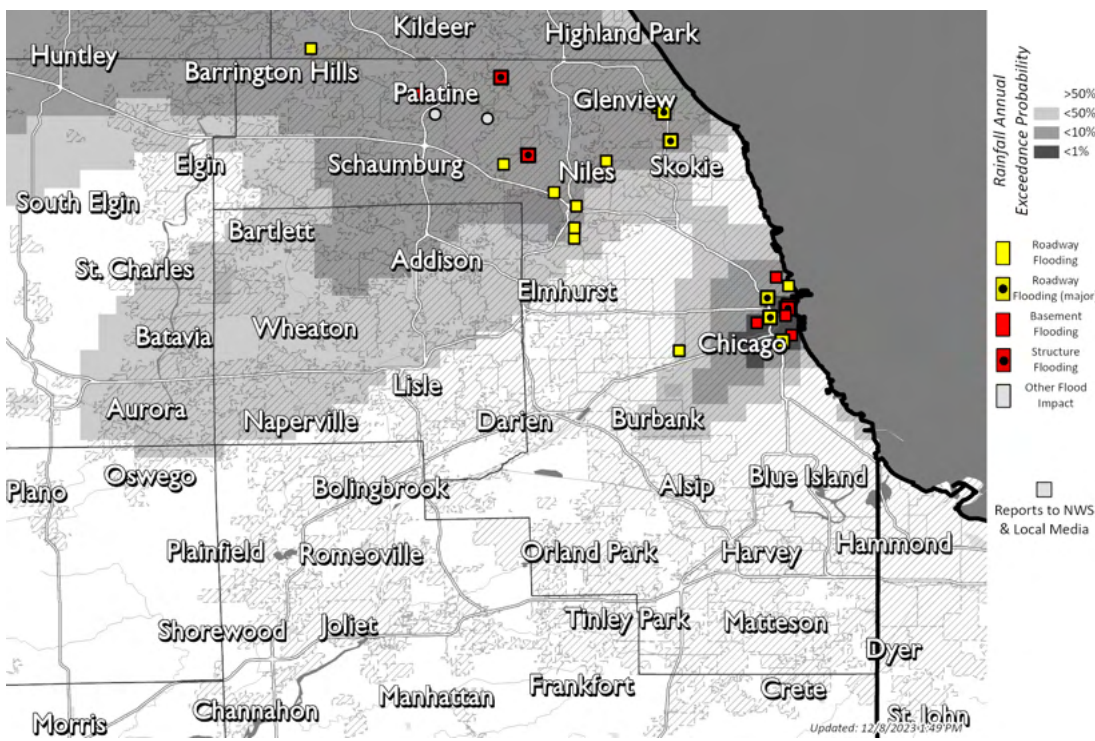 Kildeer
Highland Park
Huntley
Barrington Hills
Palatine
Glenview
Elgin
Schaumburg
Niles
Skokie
South Elgin
Bartlett
St. Charles
Addison
Elmhurst
Batavia
Wheaton
Chicago
Lisle
Aurora
Naperville
Darien
Burbank
Oswego
Plano
Bolingbrook
Alsip
Blue Island
Plainfield
Romeoville
Orland Park
Harvey
Hammond
Shorewood
Joliet
Tinley Park
Matteson
Dyer
Manhattan
Frankfort
Crete
Morris
Channahon
St. John
Updated: 12/8/2023 1:49 PM
Rainfall Annual
Exceedance Probability
>50%
<50%
<10%
<1%
Roadway
Flooding
Roadway
Flooding (major)
Basement
Flooding
Structure
Flooding
Other Flood
Impact
Reports to NWS
& Local Media